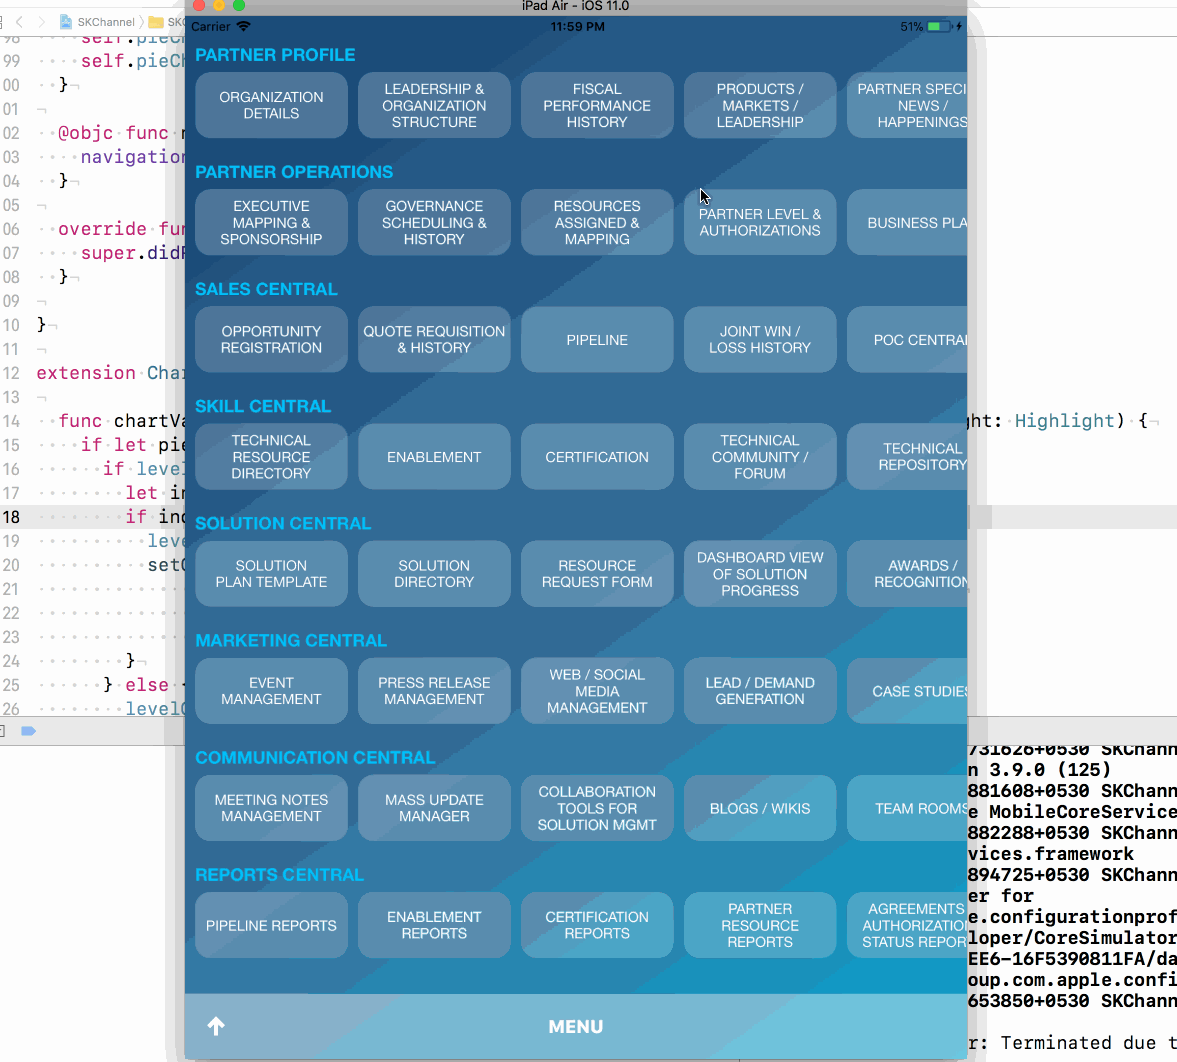 iPad Air - iOS 11.0
SKChannel
Carrier 11:59 PM 51%
PARTNER PROFILE
ORGANIZATION
DETAILS
LEADERSHIP &
ORGANIZATION
STRUCTURE
FISCAL
PERFORMANCE
HISTORY
PRODUCTS /
MARKETS /
LEADERSHIP
PARTNER SPECI
NEWS /
HAPPENINGS
PARTNER OPERATIONS
EXECUTIVE
MAPPING &
SPONSORSHIP
GOVERNANCE
SCHEDULING &
HISTORY
RESOURCES
ASSIGNED &
MAPPING
PARTNER LEVEL &
AUTHORIZATIONS
BUSINESS PLA
SALES CENTRAL
OPPORTUNITY
REGISTRATION
QUOTE REQUISITION
& HISTORY
PIPELINE
JOINT WIN /
LOSS HISTORY
POC CENTRAL
SKILL CENTRAL
TECHNICAL
RESOURCE
DIRECTORY
ENABLEMENT
CERTIFICATION
TECHNICAL
COMMUNITY /
FORUM
TECHNICAL
REPOSITORY
SOLUTION CENTRAL
SOLUTION
PLAN TEMPLATE
SOLUTION
DIRECTORY
RESOURCE
REQUEST FORM
DASHBOARD VIEW
OF SOLUTION
PROGRESS
AWARDS /
RECOGNITION
MARKETING CENTRAL
EVENT
MANAGEMENT
PRESS RELEASE
MANAGEMENT
WEB / SOCIAL
MEDIA
MANAGEMENT
LEAD / DEMAND
GENERATION
CASE STUDIES
COMMUNICATION CENTRAL
MEETING NOTES
MANAGEMENT
MASS UPDATE
MANAGER
COLLABORATION
TOOLS FOR
SOLUTION MGMT
BLOGS / WIKIS
TEAM ROOMS
REPORTS CENTRAL
PIPELINE REPORTS
ENABLEMENT
REPORTS
CERTIFICATION
REPORTS
PARTNER
RESOURCE
REPORTS
AGREEMENTS
AUTHORIZATION
STATUS REPOR
MENU
98 self.pieCh
99 self.pieCh
00 }
01
02 @objc func
03 navigation
04 }
05
06 override fun
07 super.did
08 }
09
10 }
11
12 extension Char
13
14 func chartVa ght: Highlight) {
15 if let pie
16 if level
17 let in
18 if ind
19 leve
20 set
21
22
23
24 }
25 } else {
26 level
731626+0530 SKChann
n 3.9.0 (125)
881608+0530 SKChann
e MobileCoreService
882288+0530 SKChann
vices.framework
894725+0530 SKChann
er for
e.configurationprof
loper/CoreSimulator
EE6-16F5390811FA/da
oup.com.apple.confi
653850+0530 SKChann
r: Terminated due t